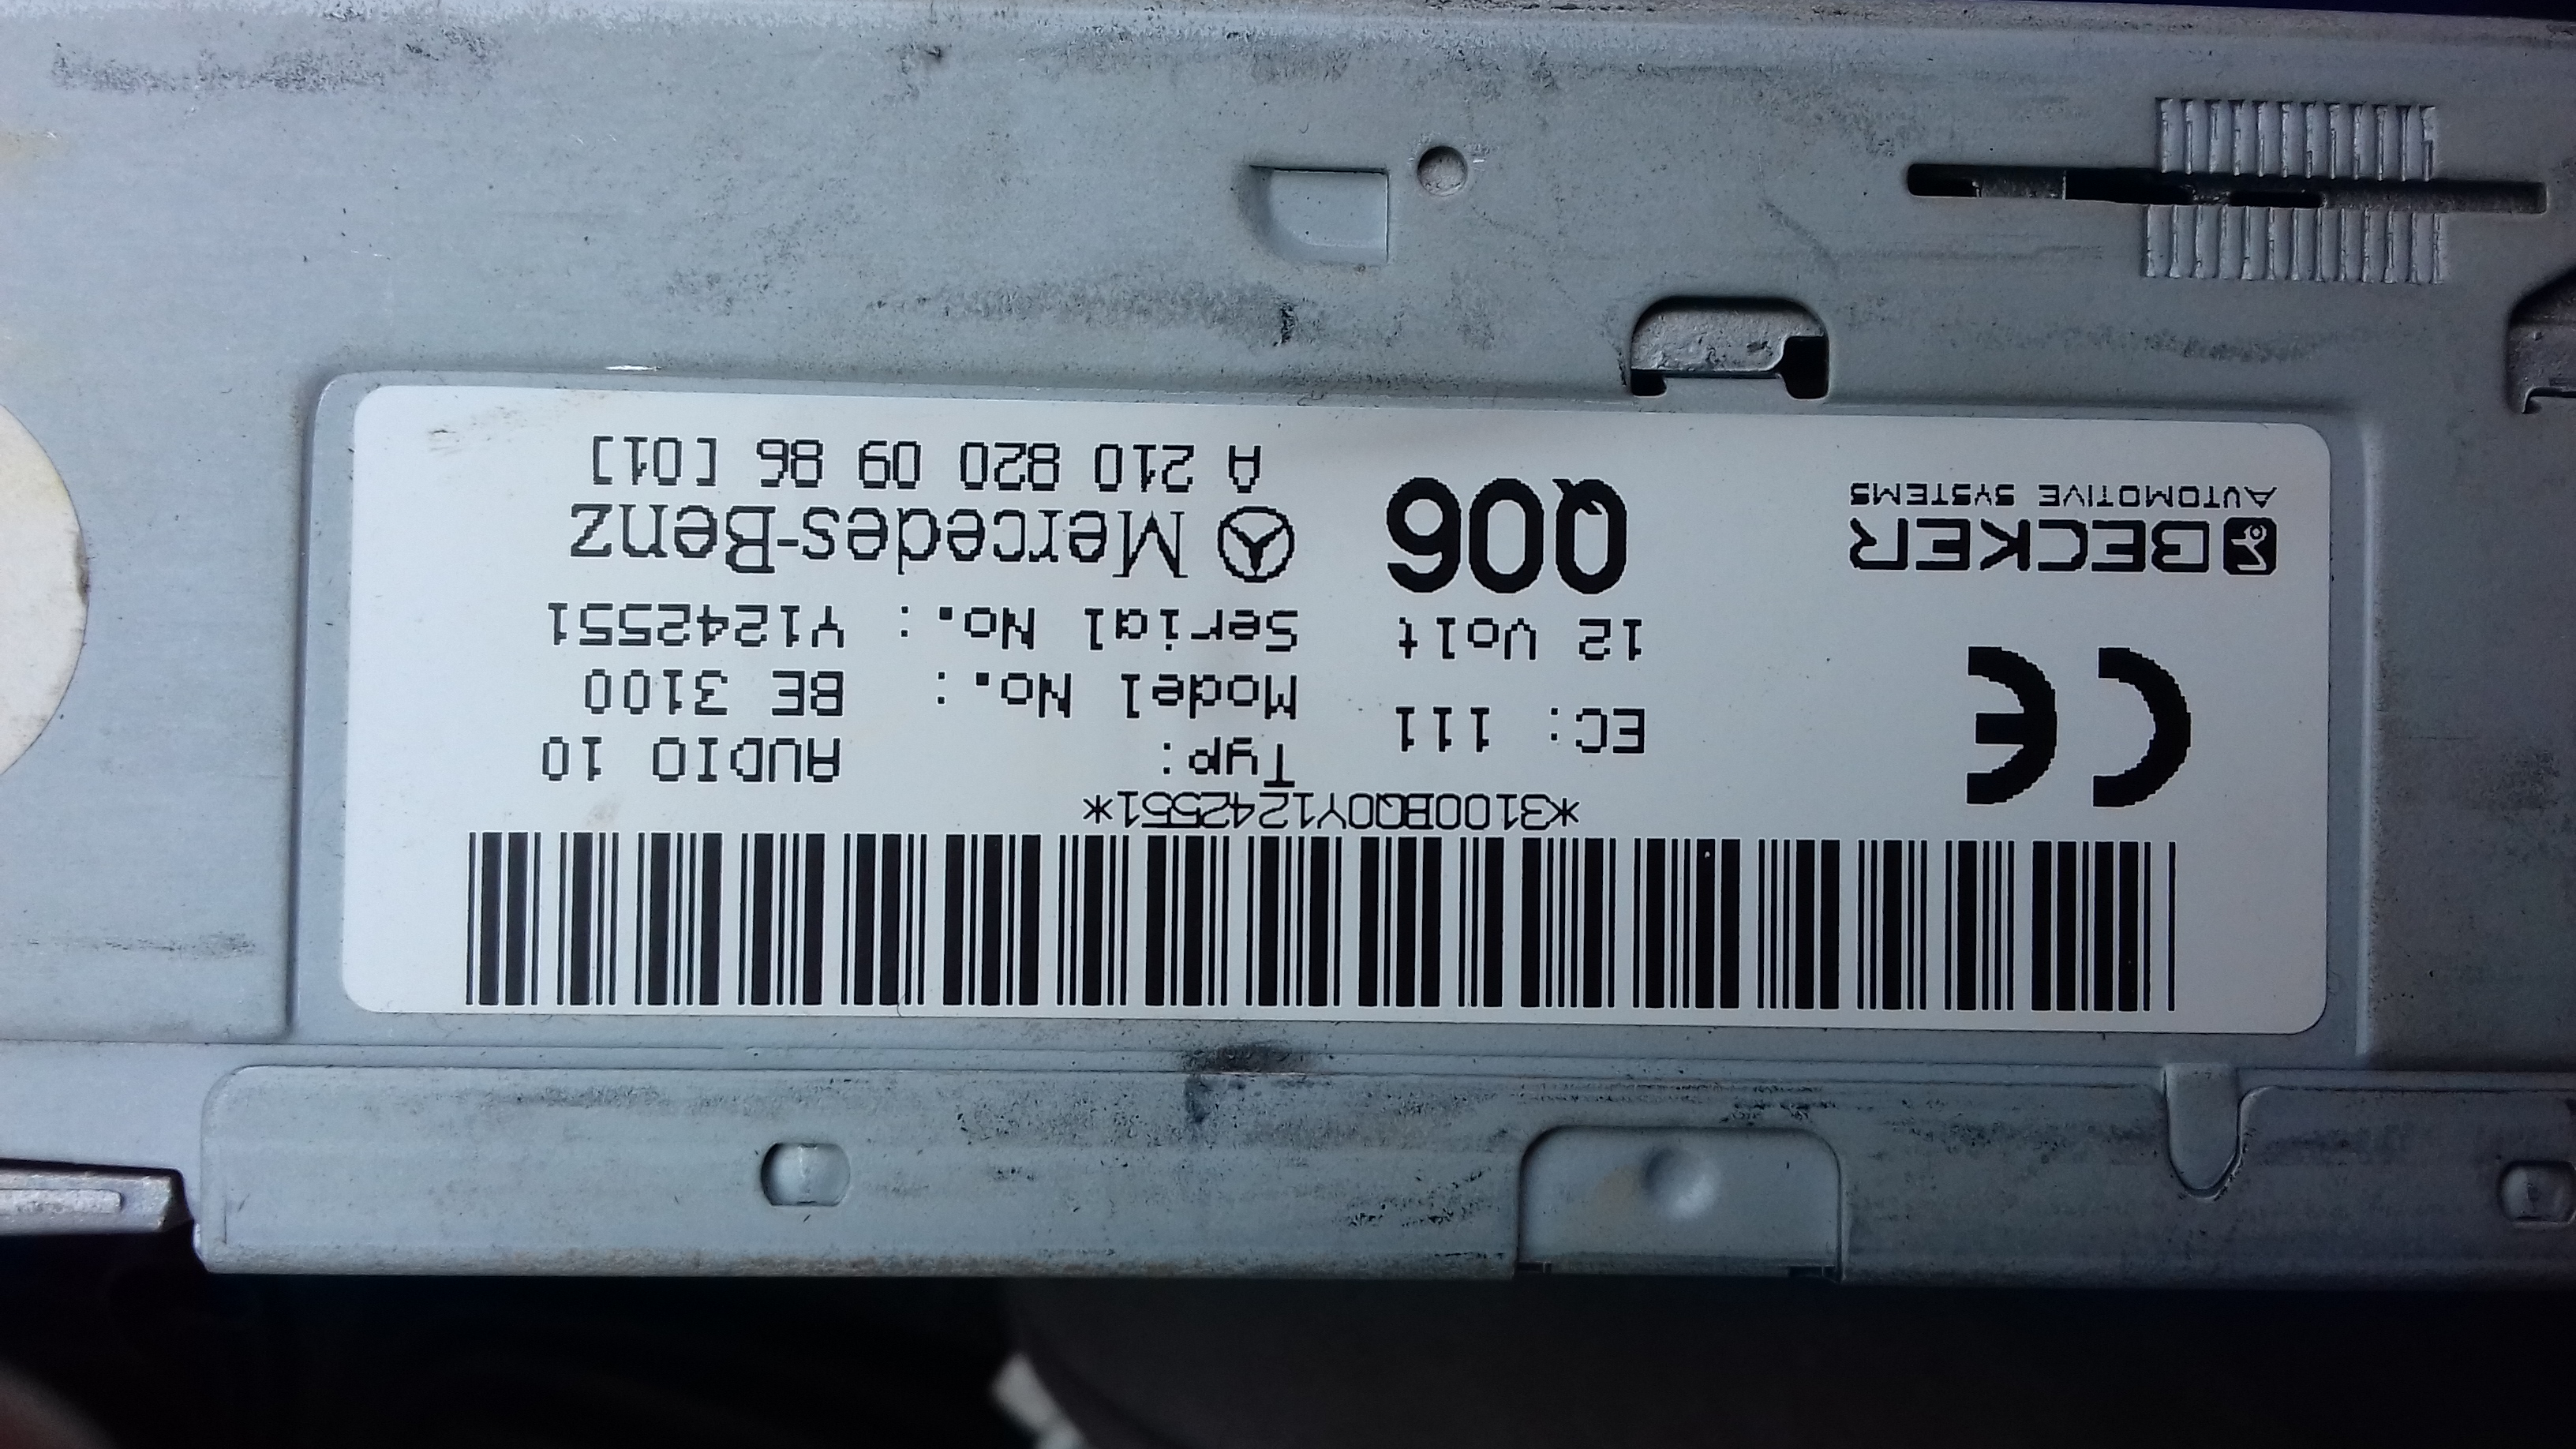 *3100BQ0Y1242551*
CE
EC: 111
12 Volt
Q06
BECKER
AUTOMOTIVE SYSTEMS
Typ: AUDIO 10
Model No.: BE 3100
Serial No.: Y1242551
Mercedes-Benz
A 210 820 09 86 [01]